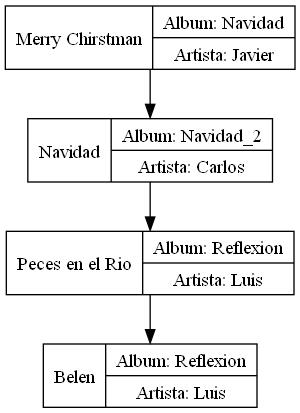 Merry Chirstman
Album: Navidad
Artista: Javier
Navidad
Album: Navidad_2
Artista: Carlos
Peces en el Rio
Album: Reflexion
Artista: Luis
Belen
Album: Reflexion
Artista: Luis